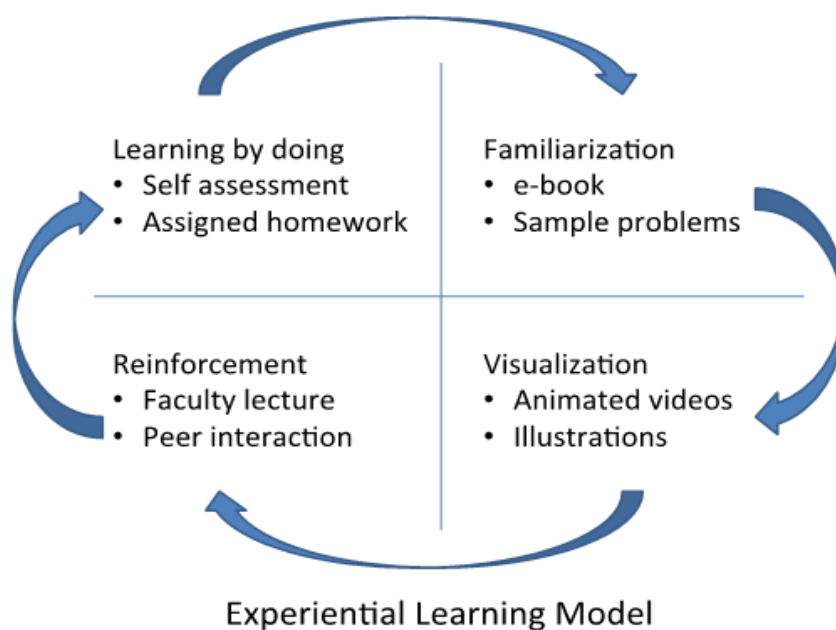 Learning by doing
• Self assessment
• Assigned homework
Familiarization
• e-book
• Sample problems
Reinforcement
• Faculty lecture
• Peer interaction
Visualization
• Animated videos
• Illustrations
Experiential Learning Model